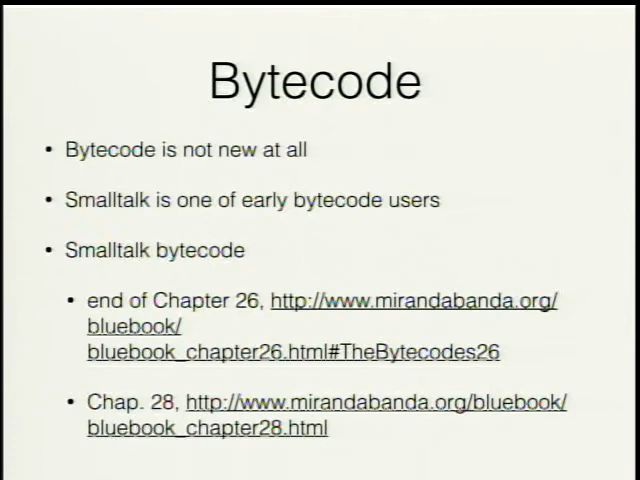 Bytecode
• Bytecode is not new at all
• Smalltalk is one of early bytecode users
• Smalltalk bytecode
• end of Chapter 26, http://www.mirandabanda.org/
bluebook/
bluebook_chapter26.html#TheBytecodes26
• Chap. 28, http://www.mirandabanda.org/bluebook/
bluebook_chapter28.html